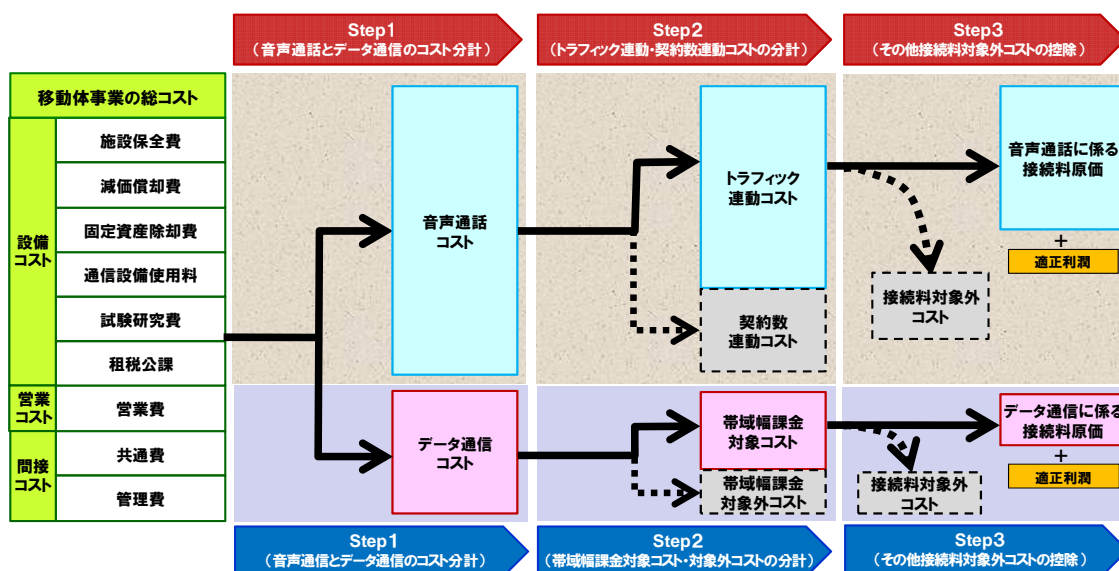 Step1
（音声通話とデータ通信のコスト分計）
Step2
（トラフィック連動・契約数連動コストの分計）
Step3
（その他接続料対象外コストの控除）
移動体事業の総コスト
設備
コスト
施設保全費
減価償却費
固定資産除却費
通信設備使用料
試験研究費
租税公課
営業
コスト
営業費
間接
コスト
共通費
管理費
音声通話
コスト
トラフィック
連動コスト
契約数
連動コスト
音声通話に係る
接続料原価
+
適正利潤
接続料対象外
コスト
データ通信
コスト
帯域幅課金
対象コスト
帯域幅課金
対象外コスト
データ通信に係る
接続料原価
+
適正利潤
接続料対象外
コスト
Step1
（音声通信とデータ通信のコスト分計）
Step2
（帯域幅課金対象コスト・対象外コストの分計）
Step3
（その他接続料対象外コストの控除）